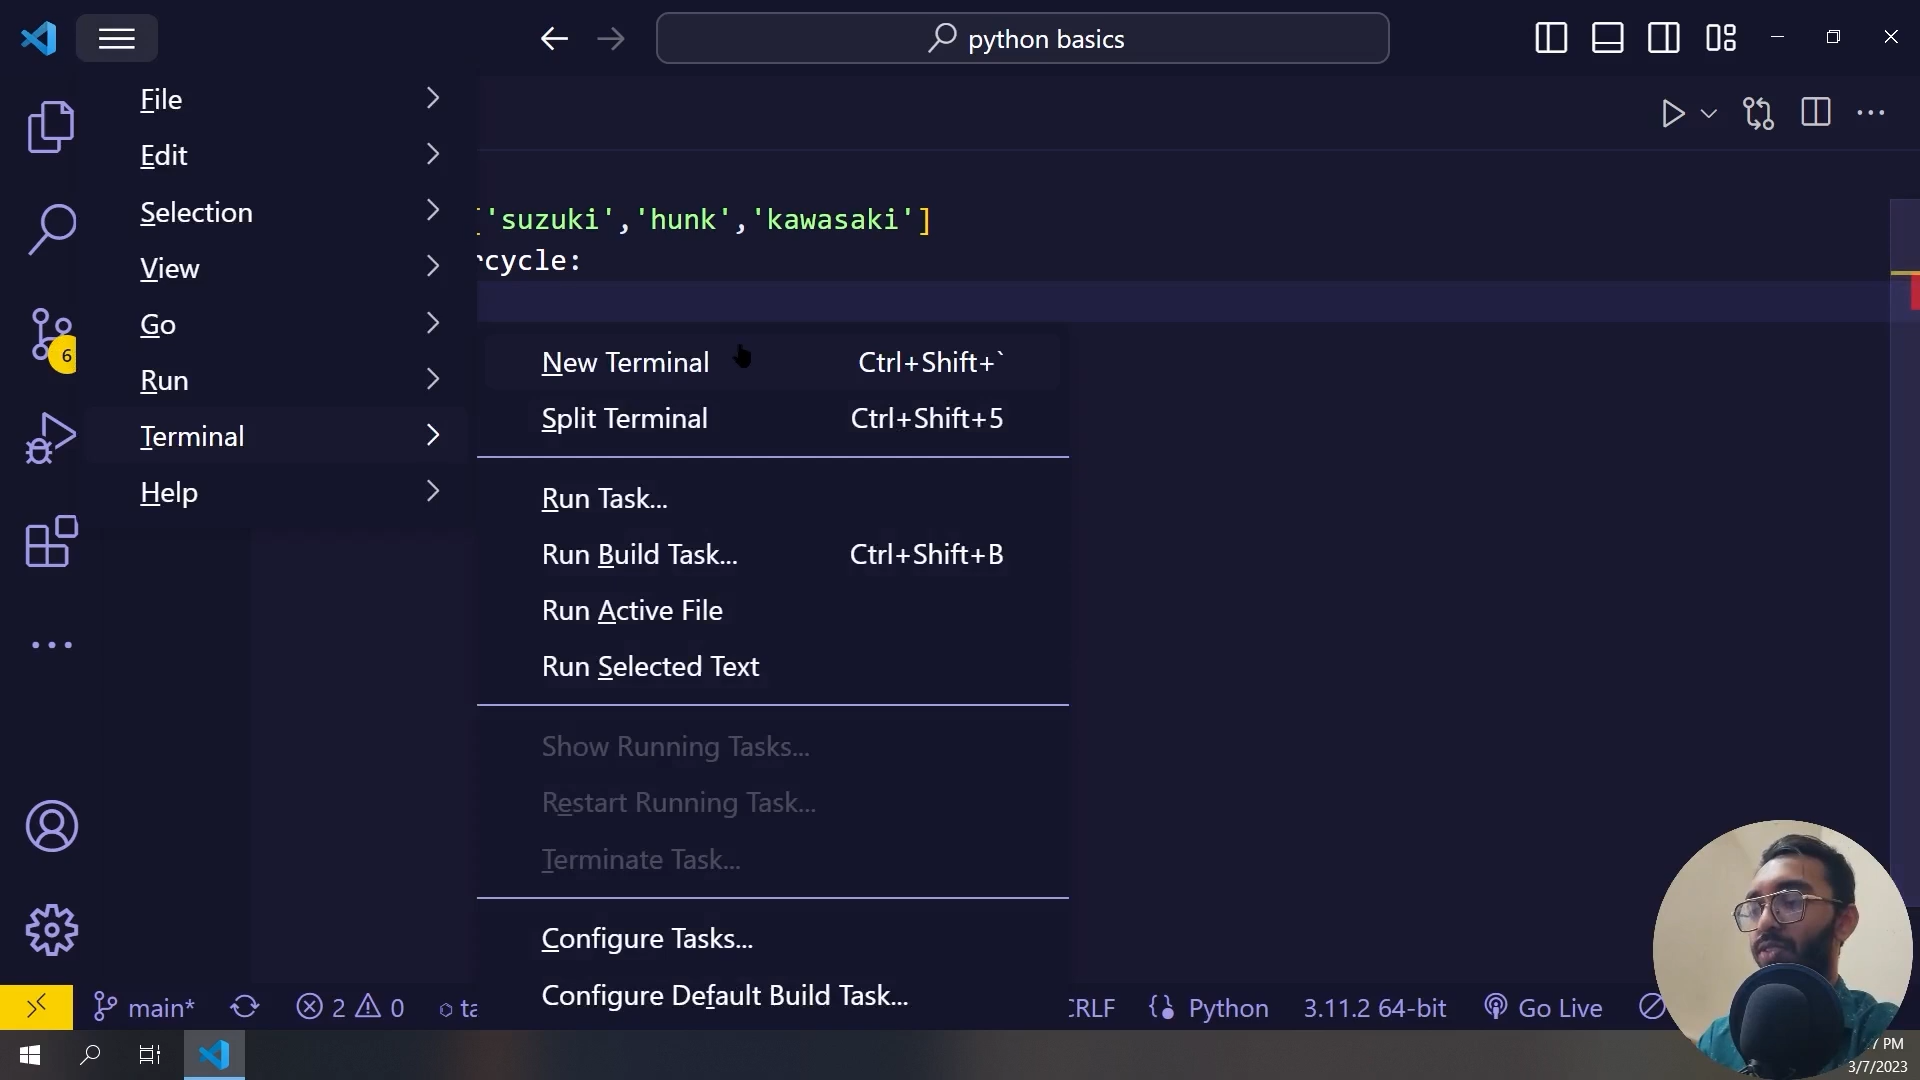 python basics
File
Edit
Selection
View
Go
Run
Terminal
Help
['suzuki','hunk','kawasaki']
rcycle:
New Terminal Ctrl+Shift+`
Split Terminal Ctrl+Shift+5
Run Task...
Run Build Task... Ctrl+Shift+B
Run Active File
Run Selected Text
Show Running Tasks...
Restart Running Task...
Terminate Task...
Configure Tasks...
Configure Default Build Task...
6
main* 2 0 CRLF Python 3.11.2 64-bit Go Live
7 PM
3/7/2023